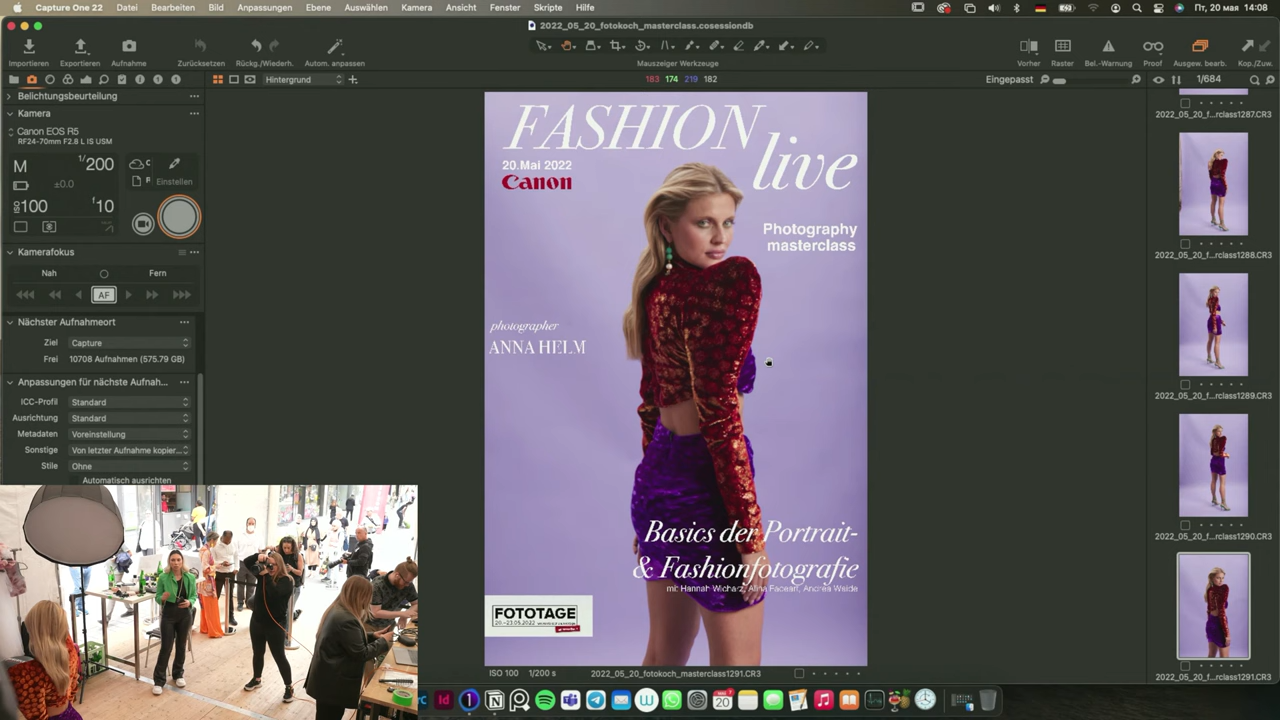 Capture One 22 Datei Bearbeiten Bild Anpassungen Ebene Auswählen Kamera Ansicht Fenster Skripte Hilfe
Пт, 20 мая 14:08
2022_05_20_fotokoch_masterclass.cosessiondb
Importieren Exportieren Aufnahme Zurücksetzen Rückg./Wiederh. Autom. anpassen
Mauszeiger Werkzeuge
Vorher Raster Bel.-Warnung Proof Ausgew. bearb. Kop./Zuw.
Hintergrund
183 174 219 182
Eingepasst
1/684
Belichtungsbeurteilung
Kamera
Canon EOS R5
RF24-70mm F2.8 L IS USM
M 1/200
±0.0
Einstellen
ISO 100 f10
Kamerafokus
Nah Fern
AF
Nächster Aufnahmeort
Ziel Capture
Frei 10708 Aufnahmen (575.79 GB)
Anpassungen für nächste Aufnah...
ICC-Profil Standard
Ausrichtung Standard
Metadaten Voreinstellung
Sonstige Von letzter Aufnahme kopier...
Stile Ohne
Automatisch ausrichten
FASHION
live
20.Mai 2022
Canon
Photography
masterclass
photographer
ANNA HELM
Basics der Portrait-
& Fashionfotografie
FOTOTAGE
ISO 100 1/200 s 2022_05_20_fotokoch_masterclass1291.CR3
2022_05_20_f...rclass1287.CR3
2022_05_20_f...rclass1288.CR3
2022_05_20_f...rclass1289.CR3
2022_05_20_f...rclass1290.CR3
2022_05_20_f...rclass1291.CR3